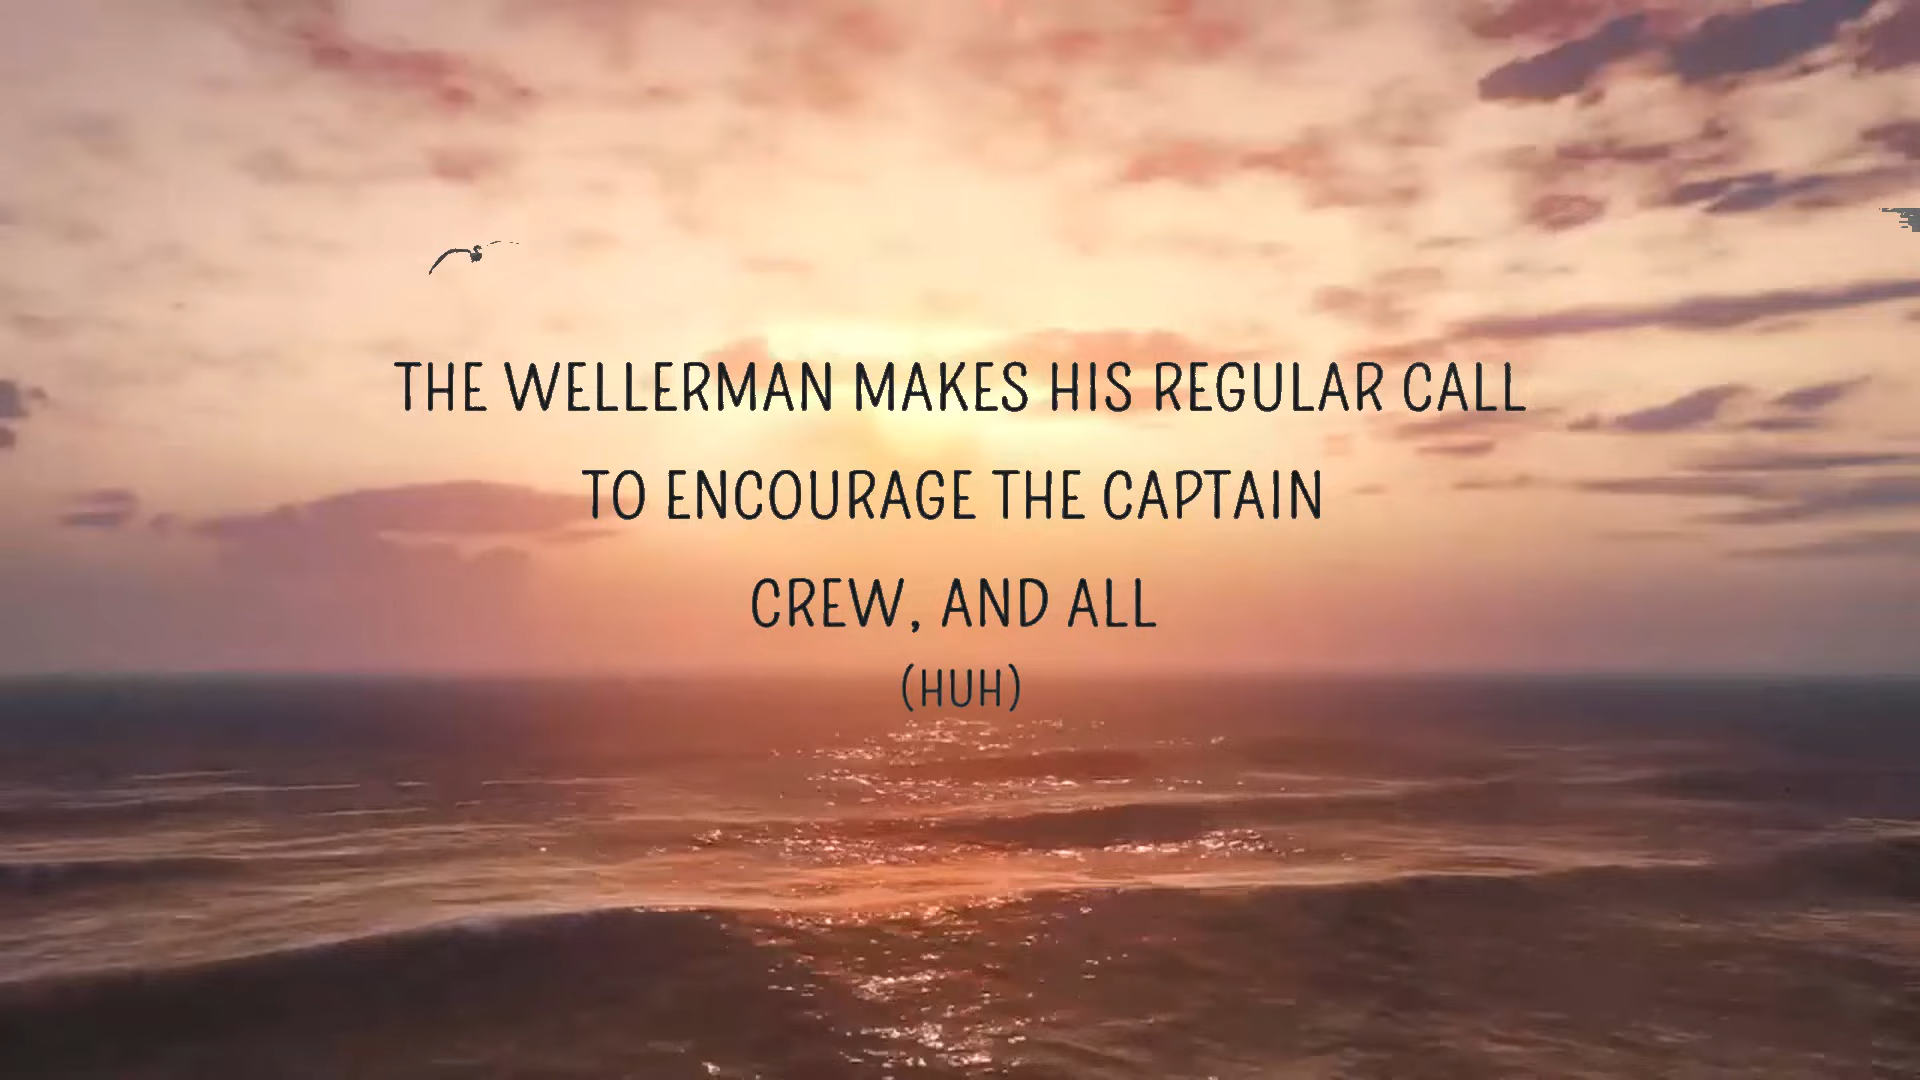 THE WELLERMAN MAKES HIS REGULAR CALL
TO ENCOURAGE THE CAPTAIN
CREW, AND ALL
(HUH)